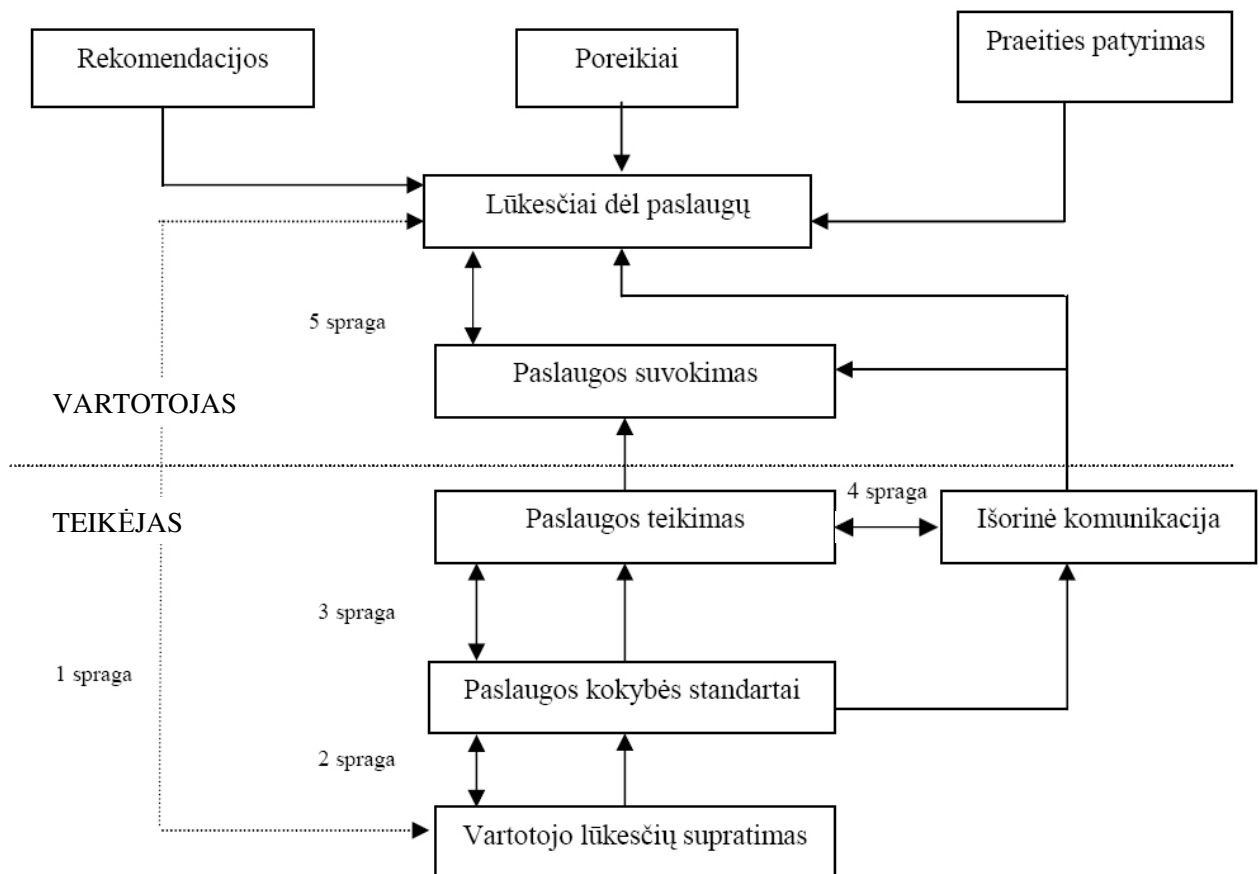 Rekomendacijos
Poreikiai
Praeities patyrimas
Lūkesčiai dėl paslaugų
5 spraga
Paslaugos suvokimas
VARTOTOJAS
TEIKĖJAS
Paslaugos teikimas
4 spraga
Išorinė komunikacija
3 spraga
1 spraga
Paslaugos kokybės standartai
2 spraga
Vartotojo lūkesčių supratimas